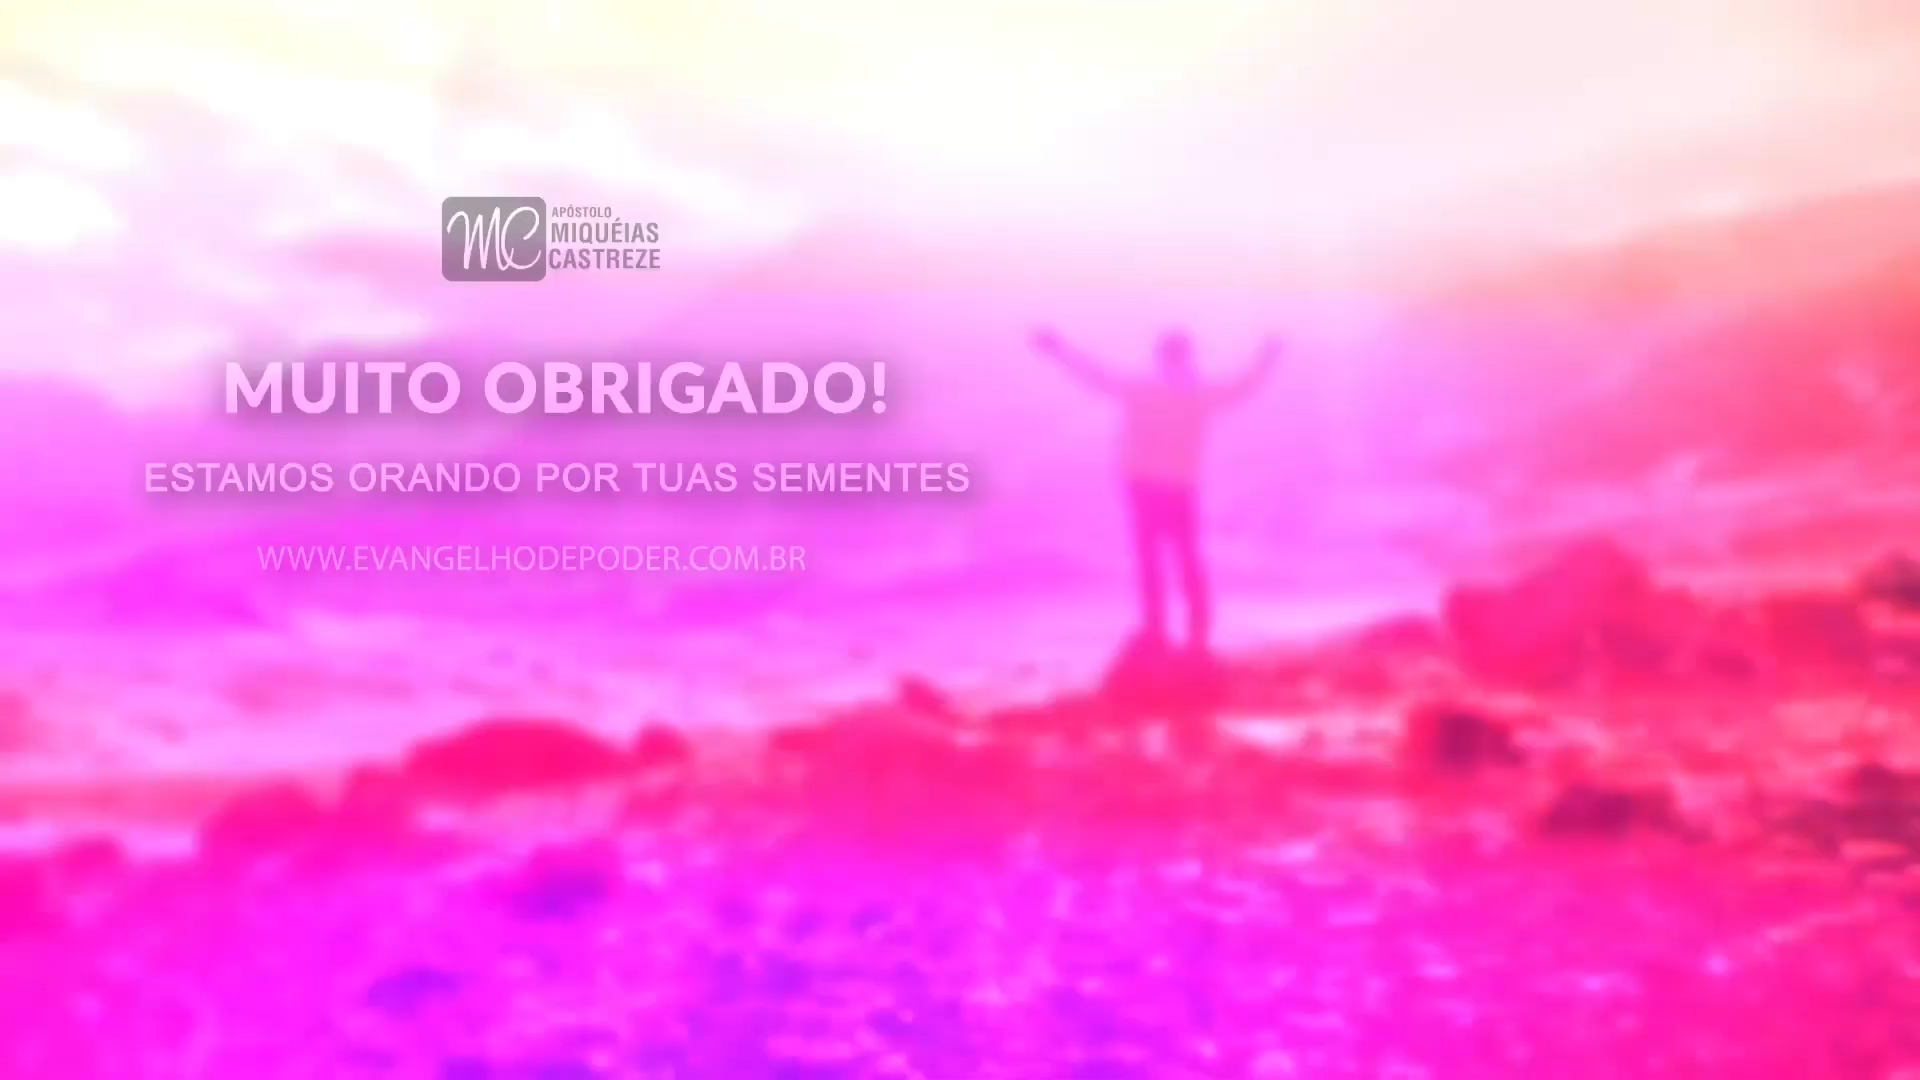 MC
APÓSTOLO
MIQUÉIAS
CASTREZE
MUITO OBRIGADO!
ESTAMOS ORANDO POR TUAS SEMENTES
WWW.EVANGELHODEPODER.COM.BR